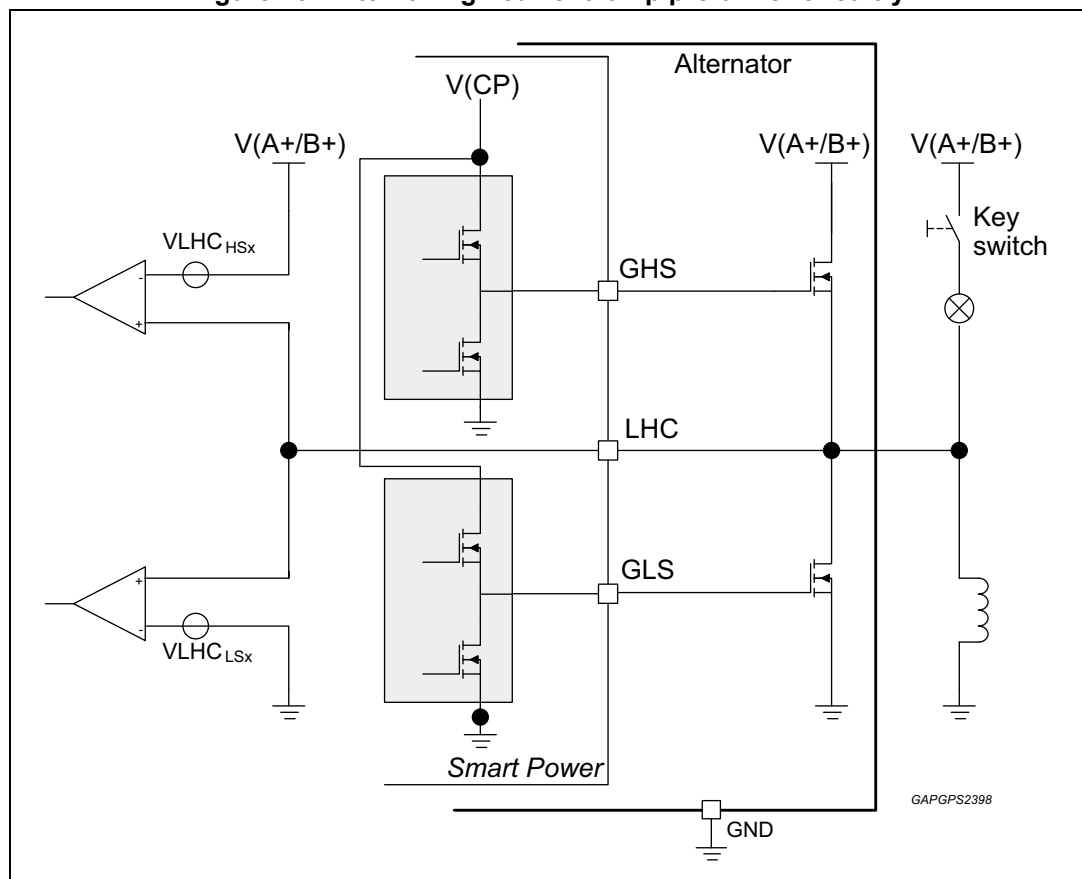 Alternator
V(CP)
V(A+/B+)
V(A+/B+)
V(A+/B+)
VLHC HSx
Key
switch
GHS
-
+
LHC
GLS
+
-
VLHC LSx
Smart Power
GAPGPS2398
GND